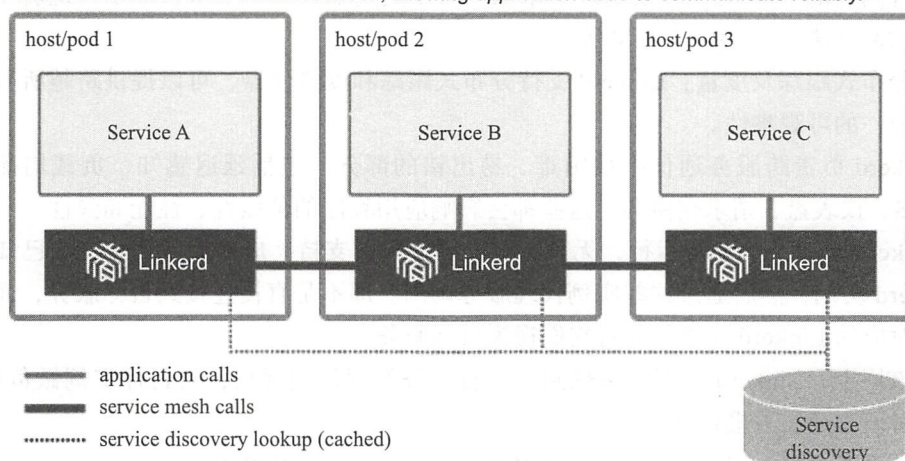 host/pod 1
host/pod 2
host/pod 3
Service A
Service B
Service C
Linkerd
Linkerd
Linkerd
application calls
service mesh calls
service discovery lookup (cached)
Service
discovery